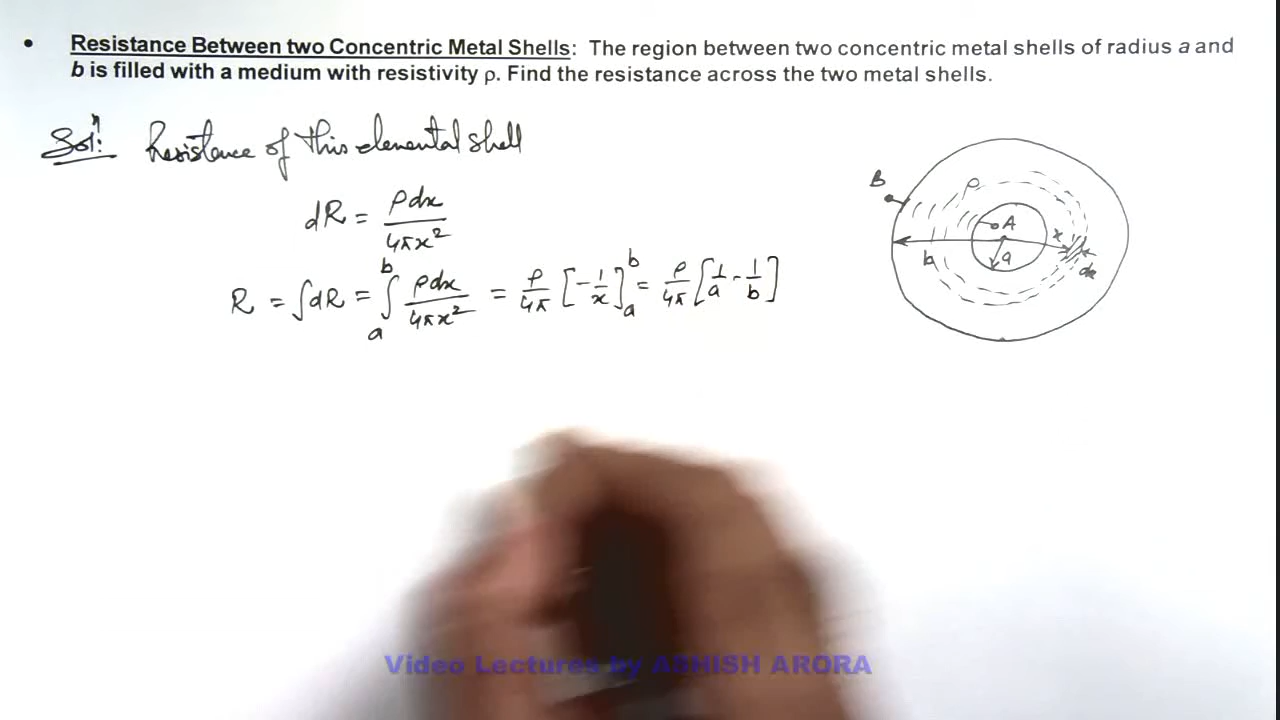 • Resistance Between two Concentric Metal Shells: The region between two concentric metal shells of radius a and
b is filled with a medium with resistivity ρ. Find the resistance across the two metal shells.
Solⁿ: Resistance of this elemental shell
dR = ρdx / 4πx²
R = ∫dR = ∫ₐᵇ ρdx / 4πx² = ρ/4π [-1/x]ₐᵇ = ρ/4π [1/a - 1/b]
B
ρ
A
x
b
a
dx
Video Lectures by ASHISH ARORA